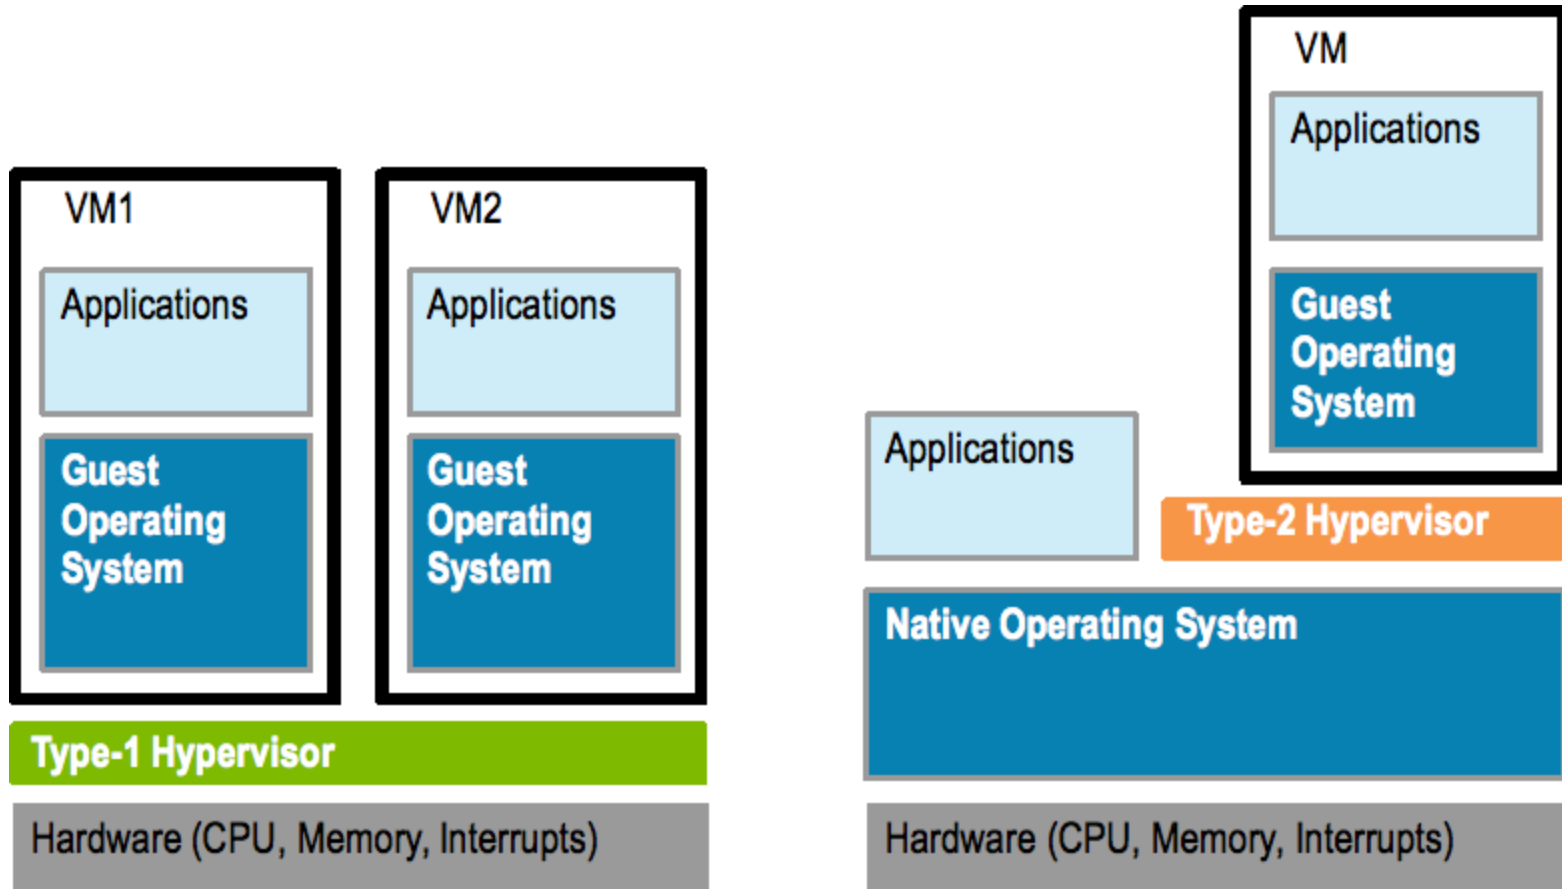 VM1
Applications
Guest
Operating
System
VM2
Applications
Guest
Operating
System
Type-1 Hypervisor
Hardware (CPU, Memory, Interrupts)
VM
Applications
Guest
Operating
System
Applications
Type-2 Hypervisor
Native Operating System
Hardware (CPU, Memory, Interrupts)